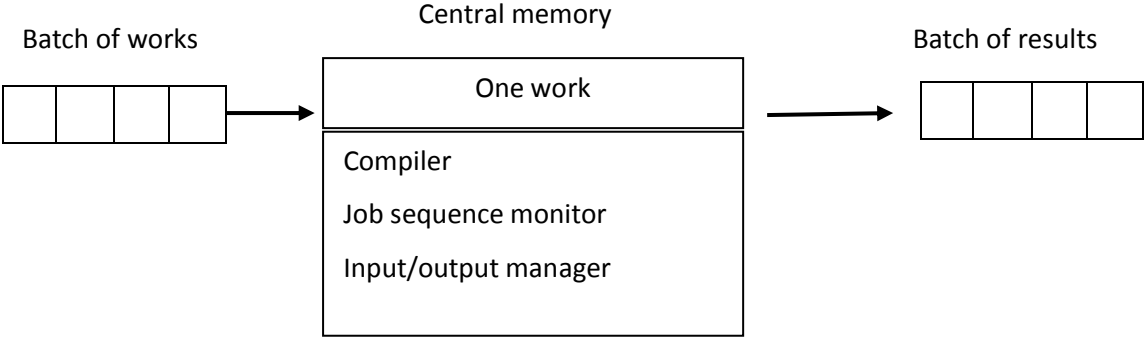 Central memory
Batch of works
Batch of results
One work
Compiler
Job sequence monitor
Input/output manager